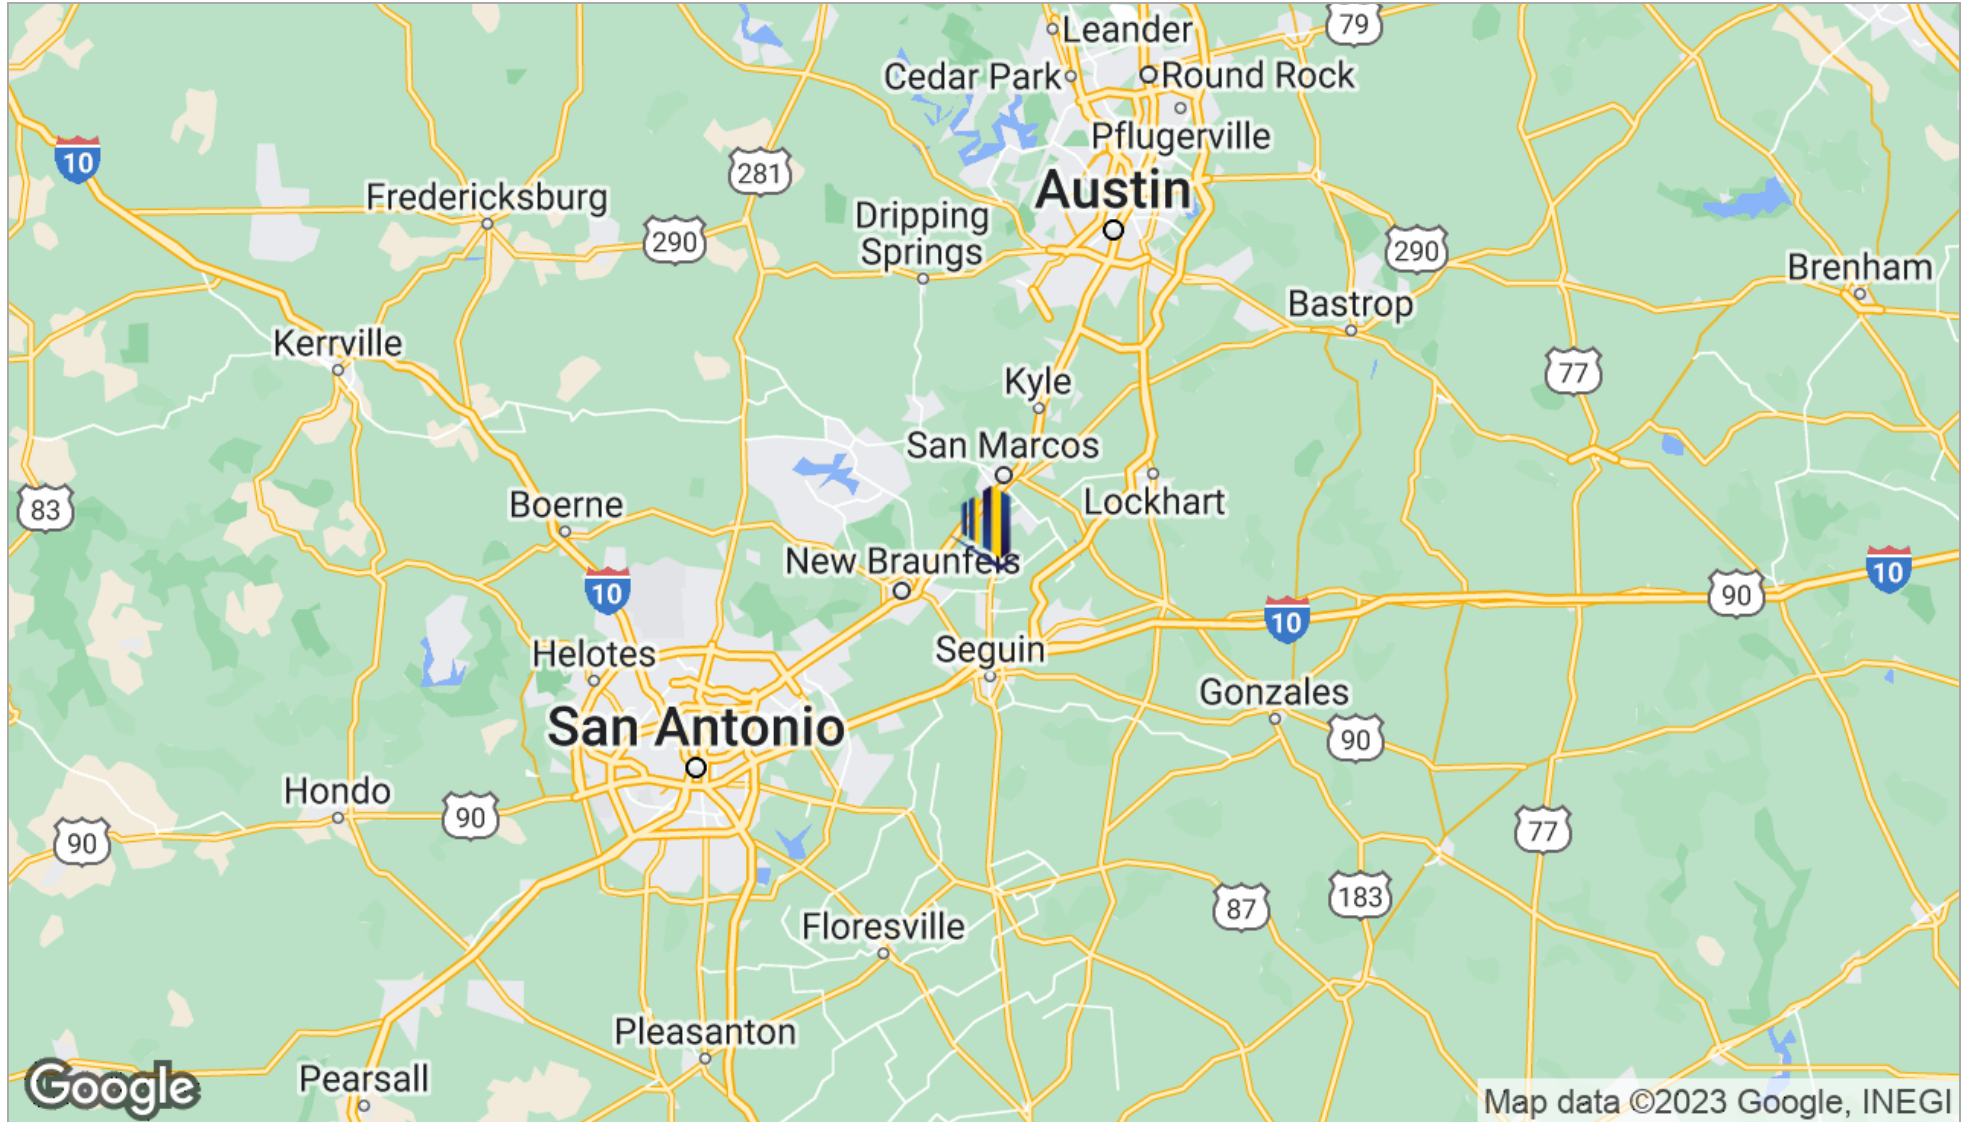 Leander
79
Cedar Park
Round Rock
Pflugerville
10
281
Fredericksburg
Austin
Dripping
Springs
290
290
Brenham
Bastrop
Kerrville
77
Kyle
San Marcos
83
Boerne
Lockhart
New Braunfels
10
10
90
10
Helotes
Seguin
Gonzales
San Antonio
90
Hondo
90
90
77
87
183
Floresville
Pleasanton
Pearsall
Google
Map data ©2023 Google, INEGI